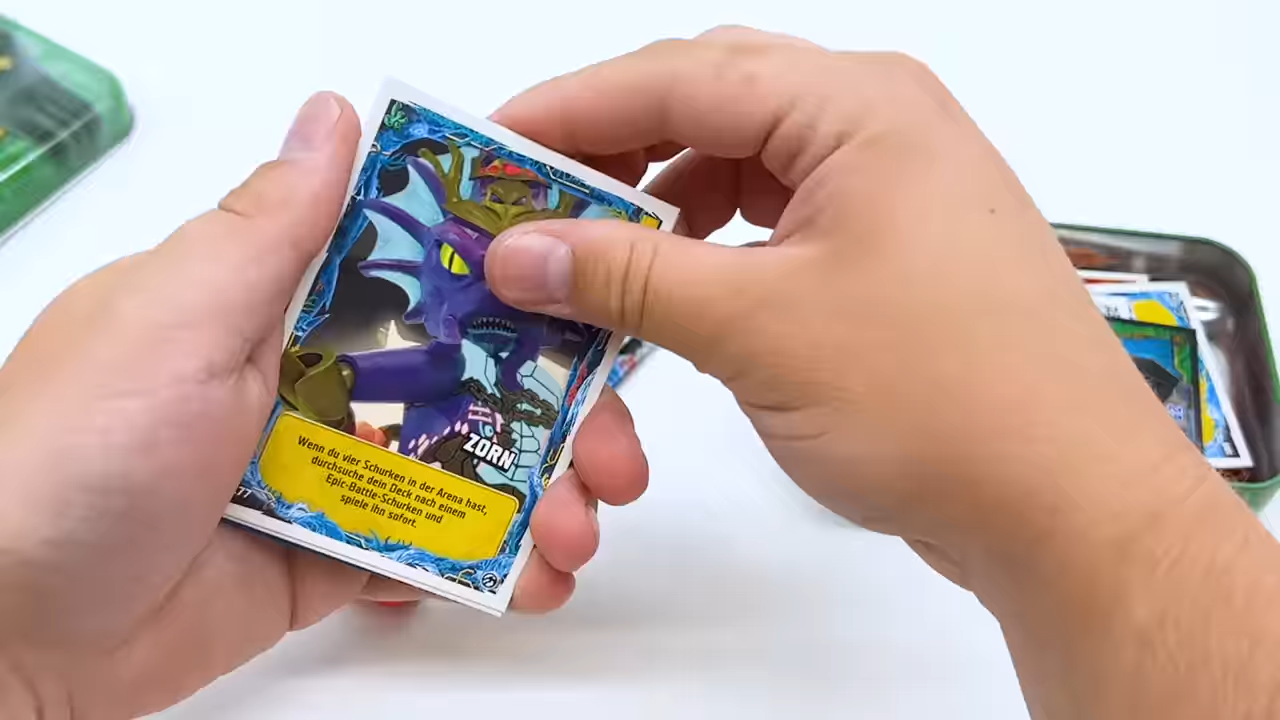 ZORN
Wenn du vier Schurken in der Arena hast,
durchsuche dein Deck nach einem
Epic-Battle-Schurken und
spiele ihn sofort.
77